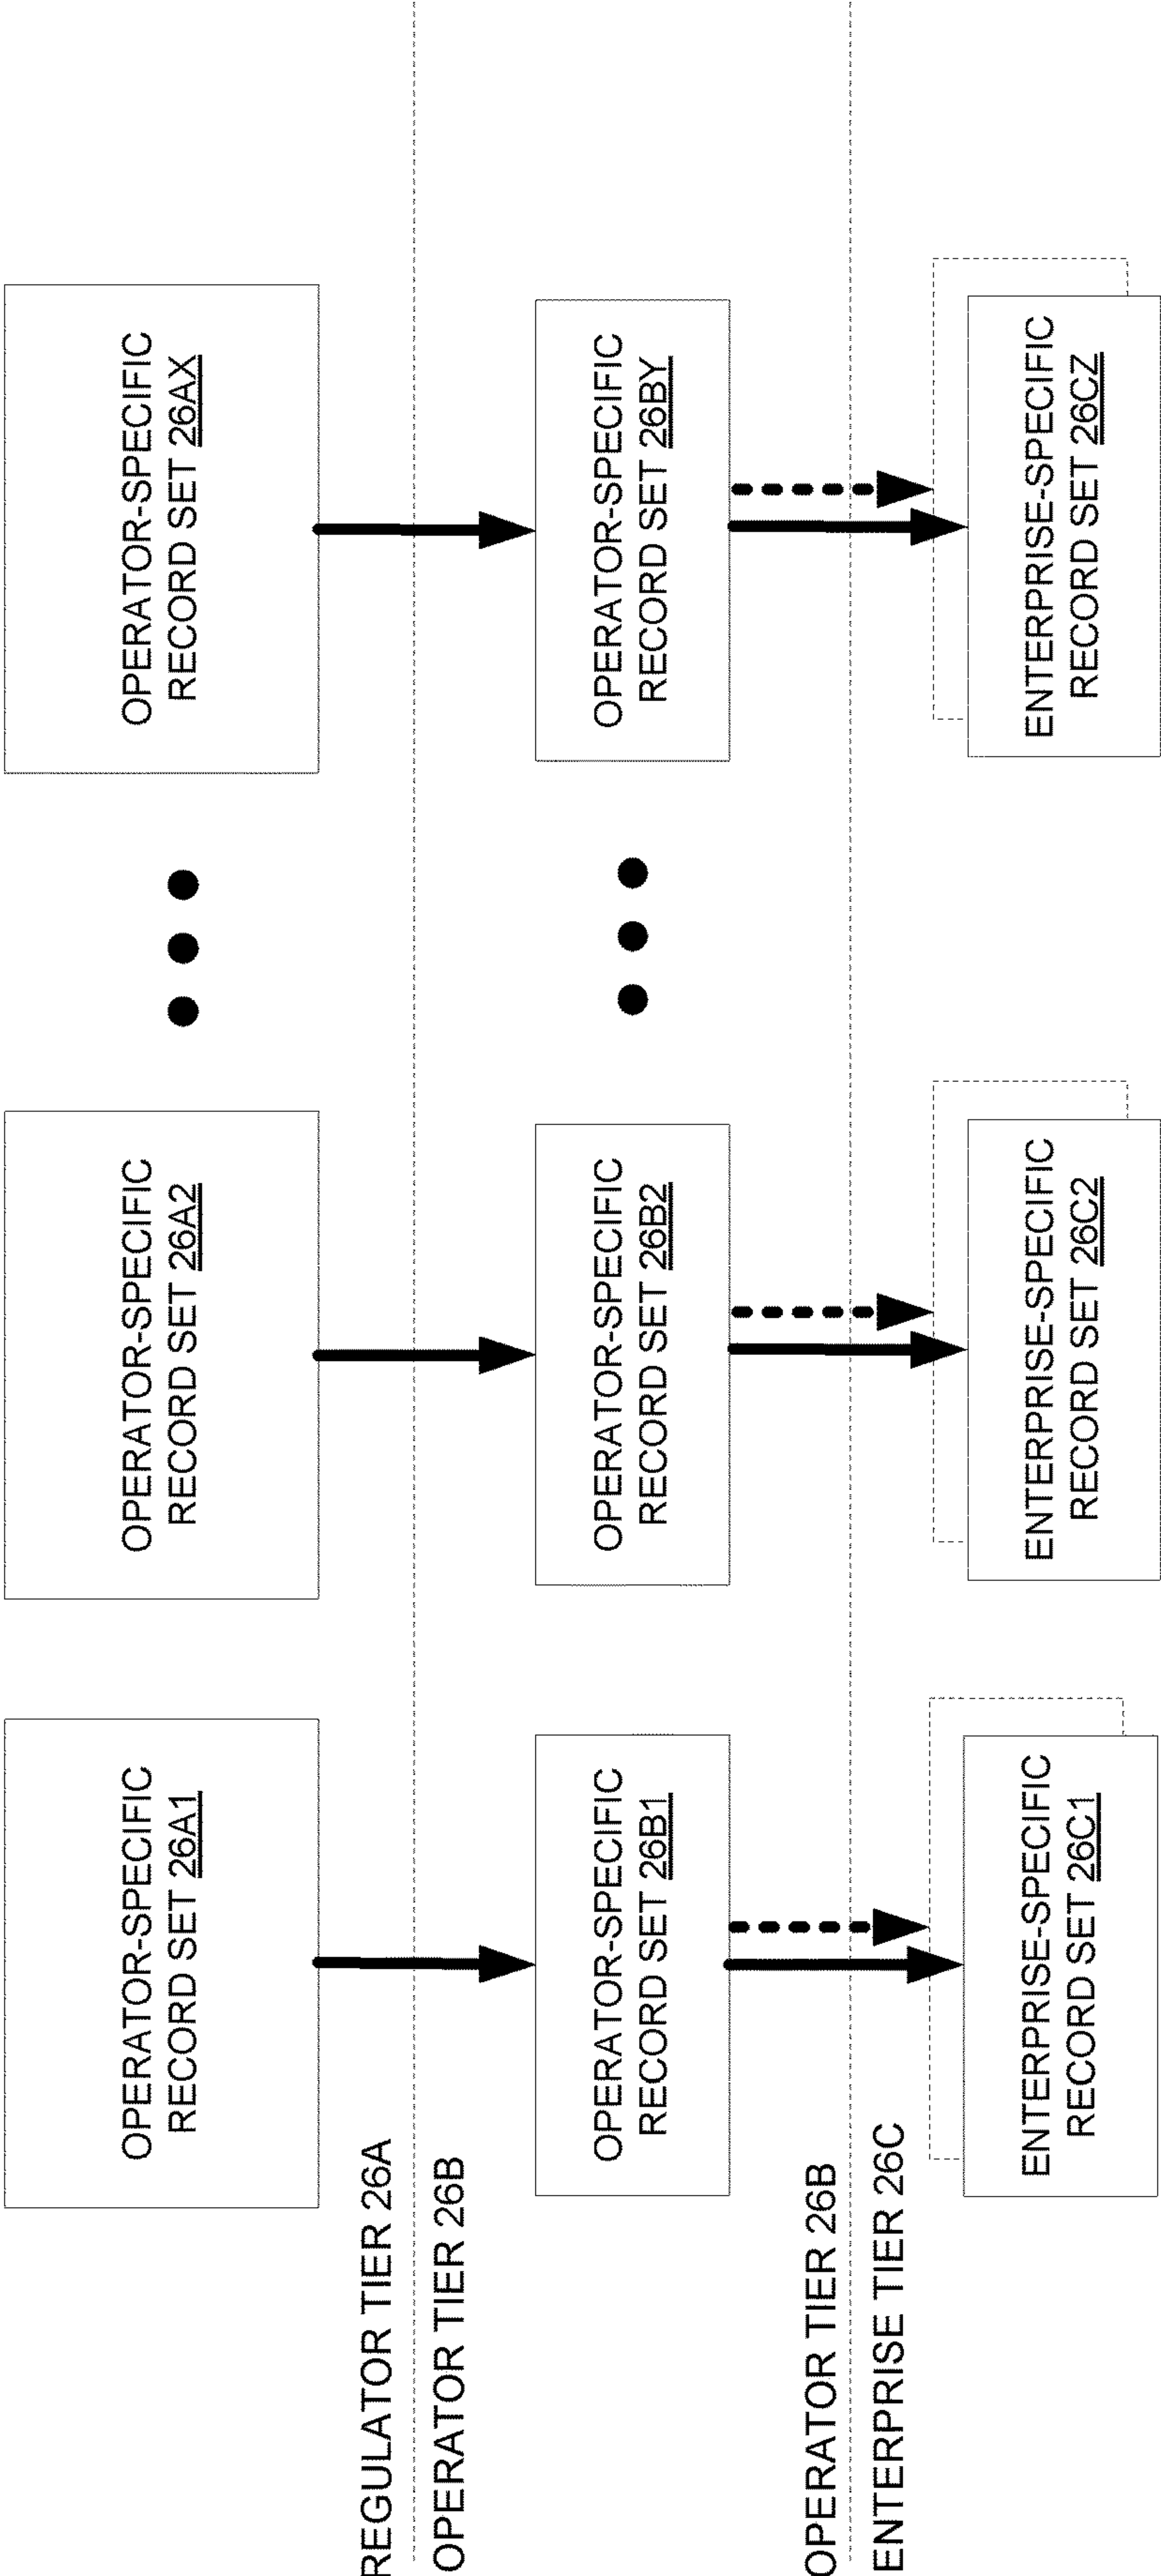 OPERATOR-SPECIFIC
RECORD SET 26A1
OPERATOR-SPECIFIC
RECORD SET 26A2
OPERATOR-SPECIFIC
RECORD SET 26AX
REGULATOR TIER 26A
OPERATOR TIER 26B
OPERATOR-SPECIFIC
RECORD SET 26B1
OPERATOR-SPECIFIC
RECORD SET 26B2
OPERATOR-SPECIFIC
RECORD SET 26BY
OPERATOR TIER 26B
ENTERPRISE TIER 26C
ENTERPRISE-SPECIFIC
RECORD SET 26C1
ENTERPRISE-SPECIFIC
RECORD SET 26C2
ENTERPRISE-SPECIFIC
RECORD SET 26CZ